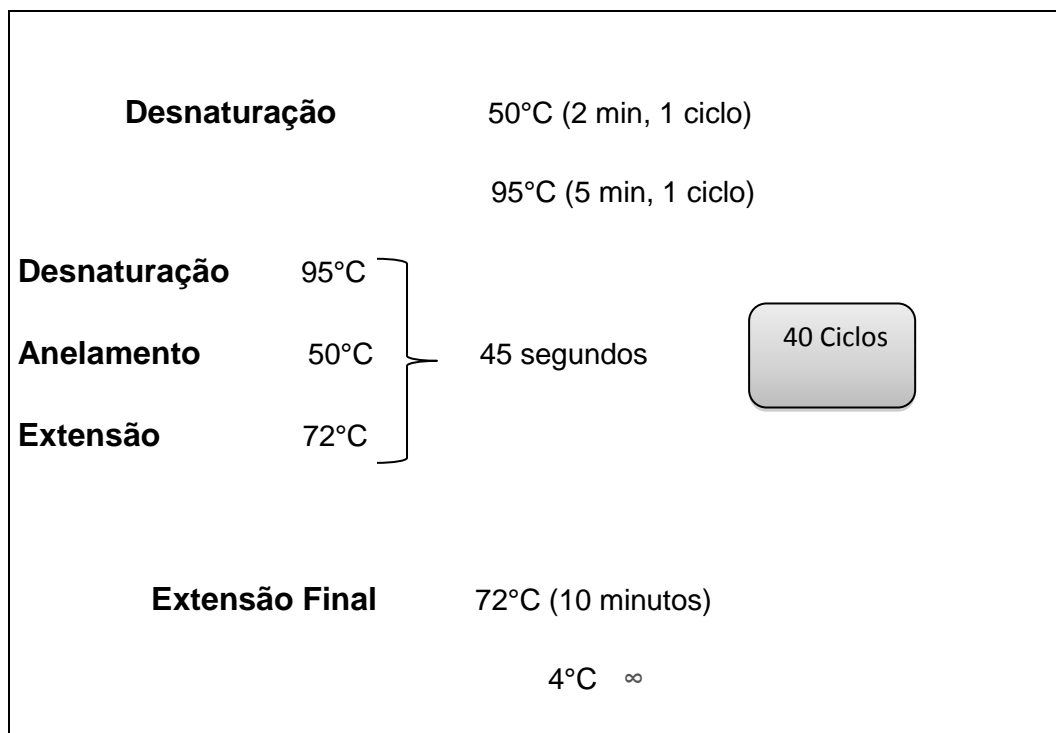 Desnaturação 50°C (2 min, 1 ciclo)
95°C (5 min, 1 ciclo)
Desnaturação 95°C
Anelamento 50°C 45 segundos 40 Ciclos
Extensão 72°C
Extensão Final 72°C (10 minutos)
4°C ∞